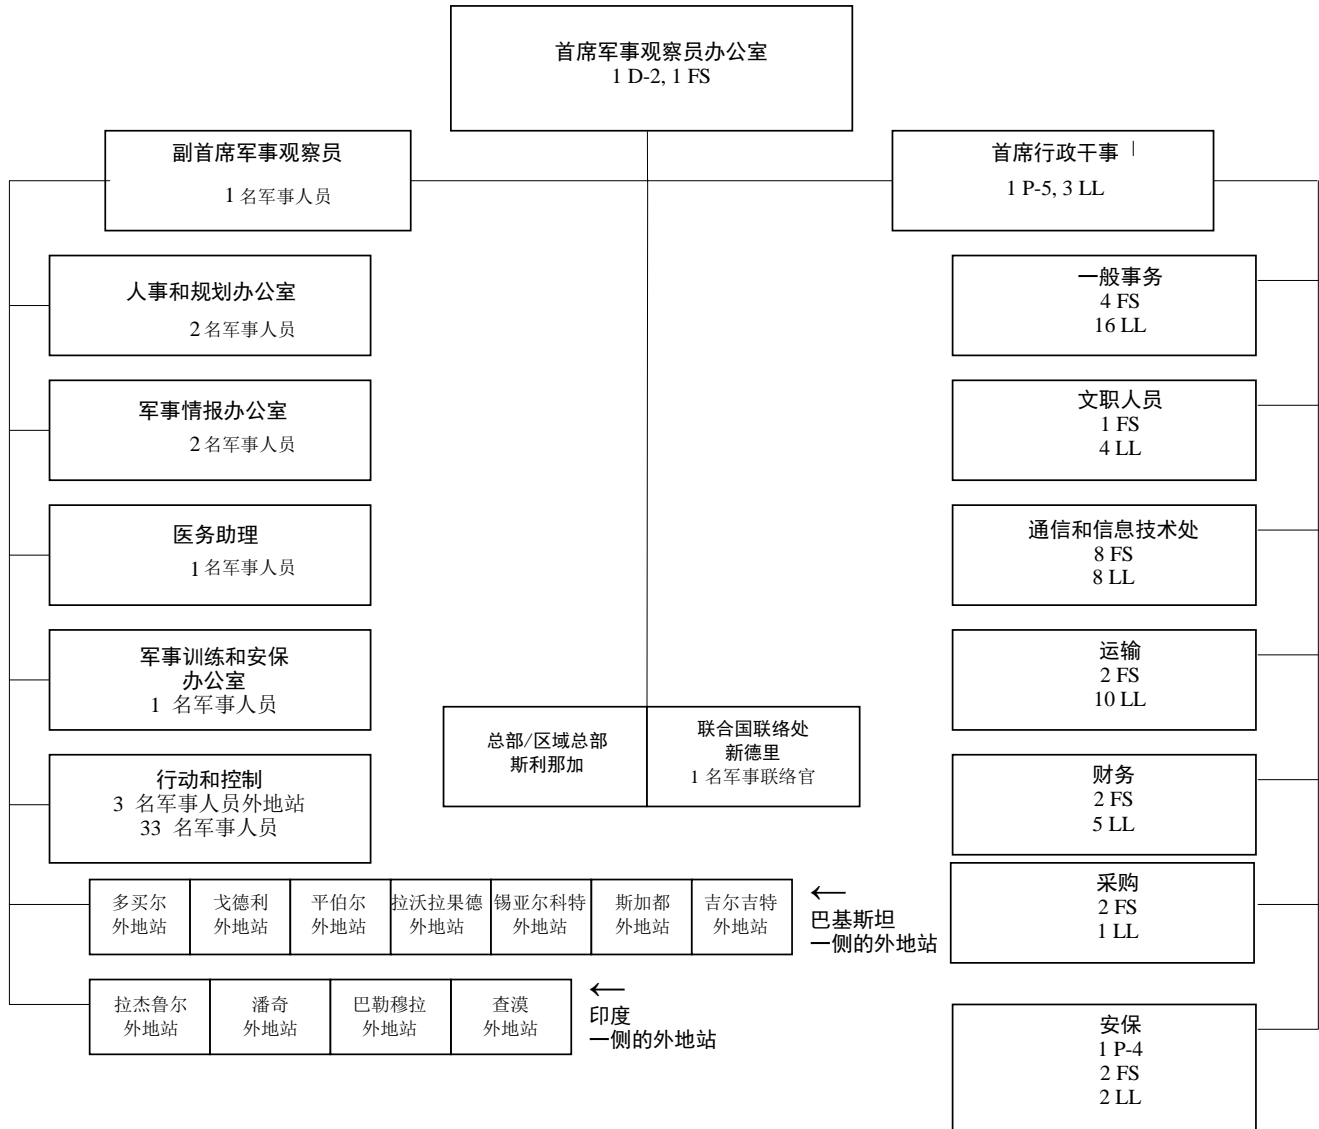 首席军事观察员办公室
1 D-2, 1 FS
副首席军事观察员
1 名军事人员
首席行政干事
1 P-5, 3 LL
人事和规划办公室
2 名军事人员
军事情报办公室
2 名军事人员
医务助理
1 名军事人员
军事训练和安保
办公室
1 名军事人员
行动和控制
3 名军事人员外地站
33 名军事人员
总部/区域总部
斯利那加
联合国联络处
新德里
1 名军事联络官
一般事务
4 FS
16 LL
文职人员
1 FS
4 LL
通信和信息技术处
8 FS
8 LL
运输
2 FS
10 LL
财务
2 FS
5 LL
采购
2 FS
1 LL
安保
1 P-4
2 FS
2 LL
多买尔
外地站
戈德利
外地站
平伯尔
外地站
拉沃拉果德
外地站
锡亚尔科特
外地站
斯加都
外地站
吉尔吉特
外地站
←
巴基斯坦
一侧的外地站
拉杰鲁尔
外地站
潘奇
外地站
巴勒穆拉
外地站
查漠
外地站
←
印度
一侧的外地站